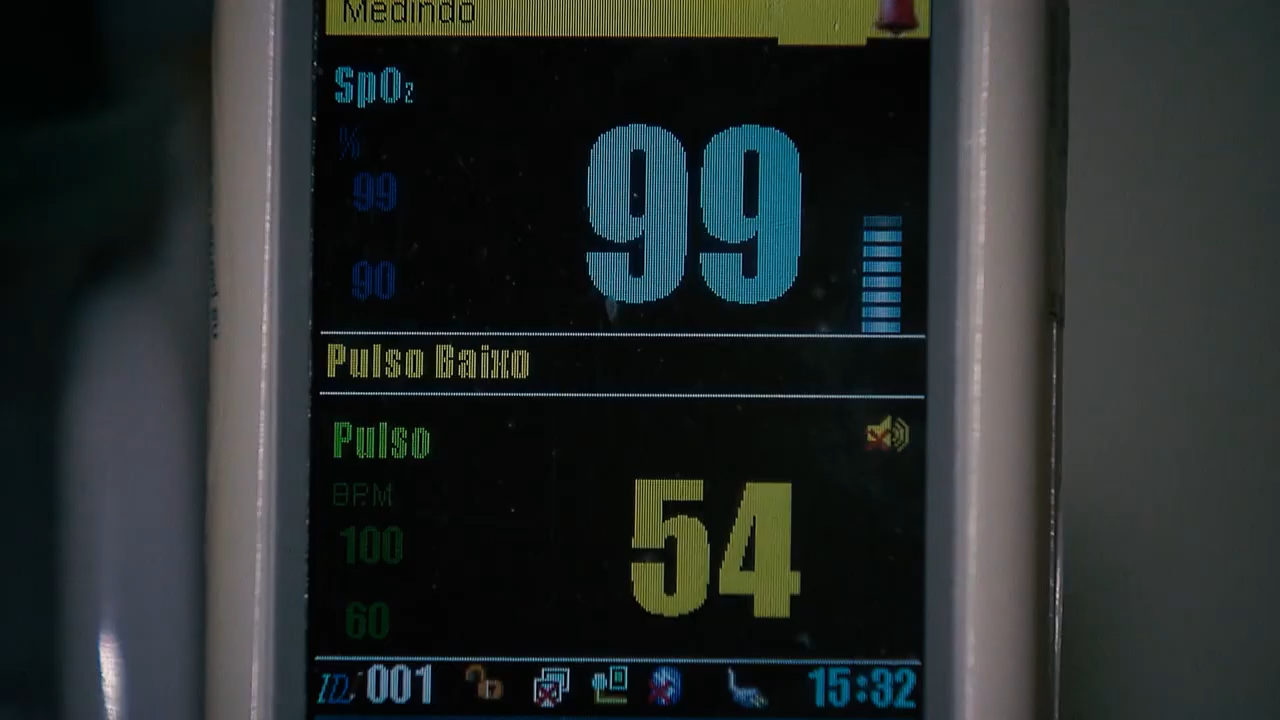 Medindo
SpO₂
%
99
99
90
Pulso Baixo
Pulso
BPM
100
54
60
ID: 001
15:32